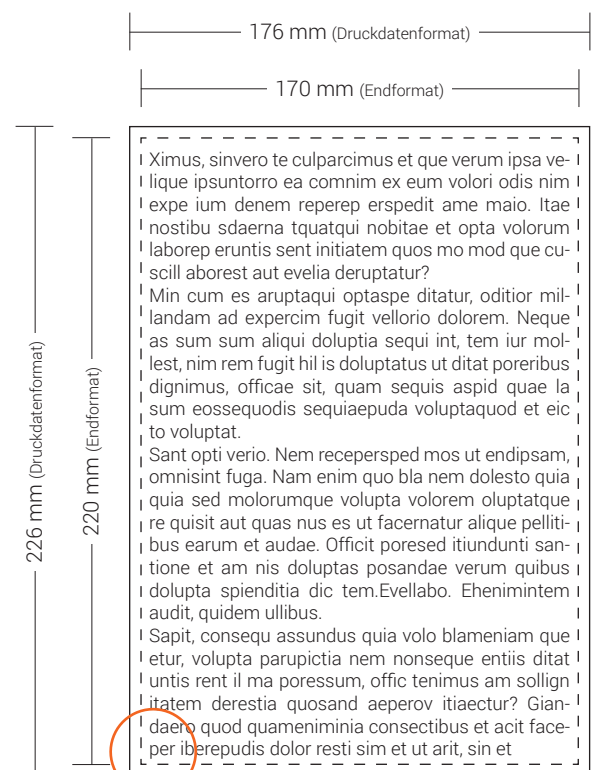 176 mm (Druckdatenformat)
170 mm (Endformat)
226 mm (Druckdatenformat)
220 mm (Endformat)
Ximus, sinvero te culparcimus et que verum ipsa ve-
lique ipsuntorro ea comnim ex eum volori odis nim
expe ium denem reperep erspedit ame maio. Itae
nostibu sdaerna tquatqui nobitae et opta volorum
laborep eruntis sent initiatem quos mo mod que cu-
scill aborest aut evelia deruptatur?
Min cum es aruptaqui optaspe ditatur, oditior mil-
landam ad expercim fugit vellorio dolorem. Neque
as sum sum aliqui doluptia sequi int, tem iur mol-
lest, nim rem fugit hil is doluptatus ut ditat poreribus
dignimus, officae sit, quam sequis aspid quae la
sum eossequodis sequiaepuda voluptaquod et eic
to voluptat.
Sant opti verio. Nem recepersped mos ut endipsam,
omnisint fuga. Nam enim quo bla nem dolesto quia
quia sed molorumque volupta volorem oluptatque
re quisit aut quas nus es ut facernatur alique pelliti-
bus earum et audae. Officit poresed itiundunti san-
tione et am nis doluptas posandae verum quibus
dolupta spienditia dic tem.Evellabo. Ehenimintem
audit, quidem ullibus.
Sapit, consequ assundus quia volo blameniam que
etur, volupta parupictia nem nonseque entiis ditat
untis rent il ma poressum, offic tenimus am sollign
itatem derestia quosand aeperov itiaectur? Gian-
daero quod quameniminia consectibus et acit face-
per iberepudis dolor resti sim et ut arit, sin et